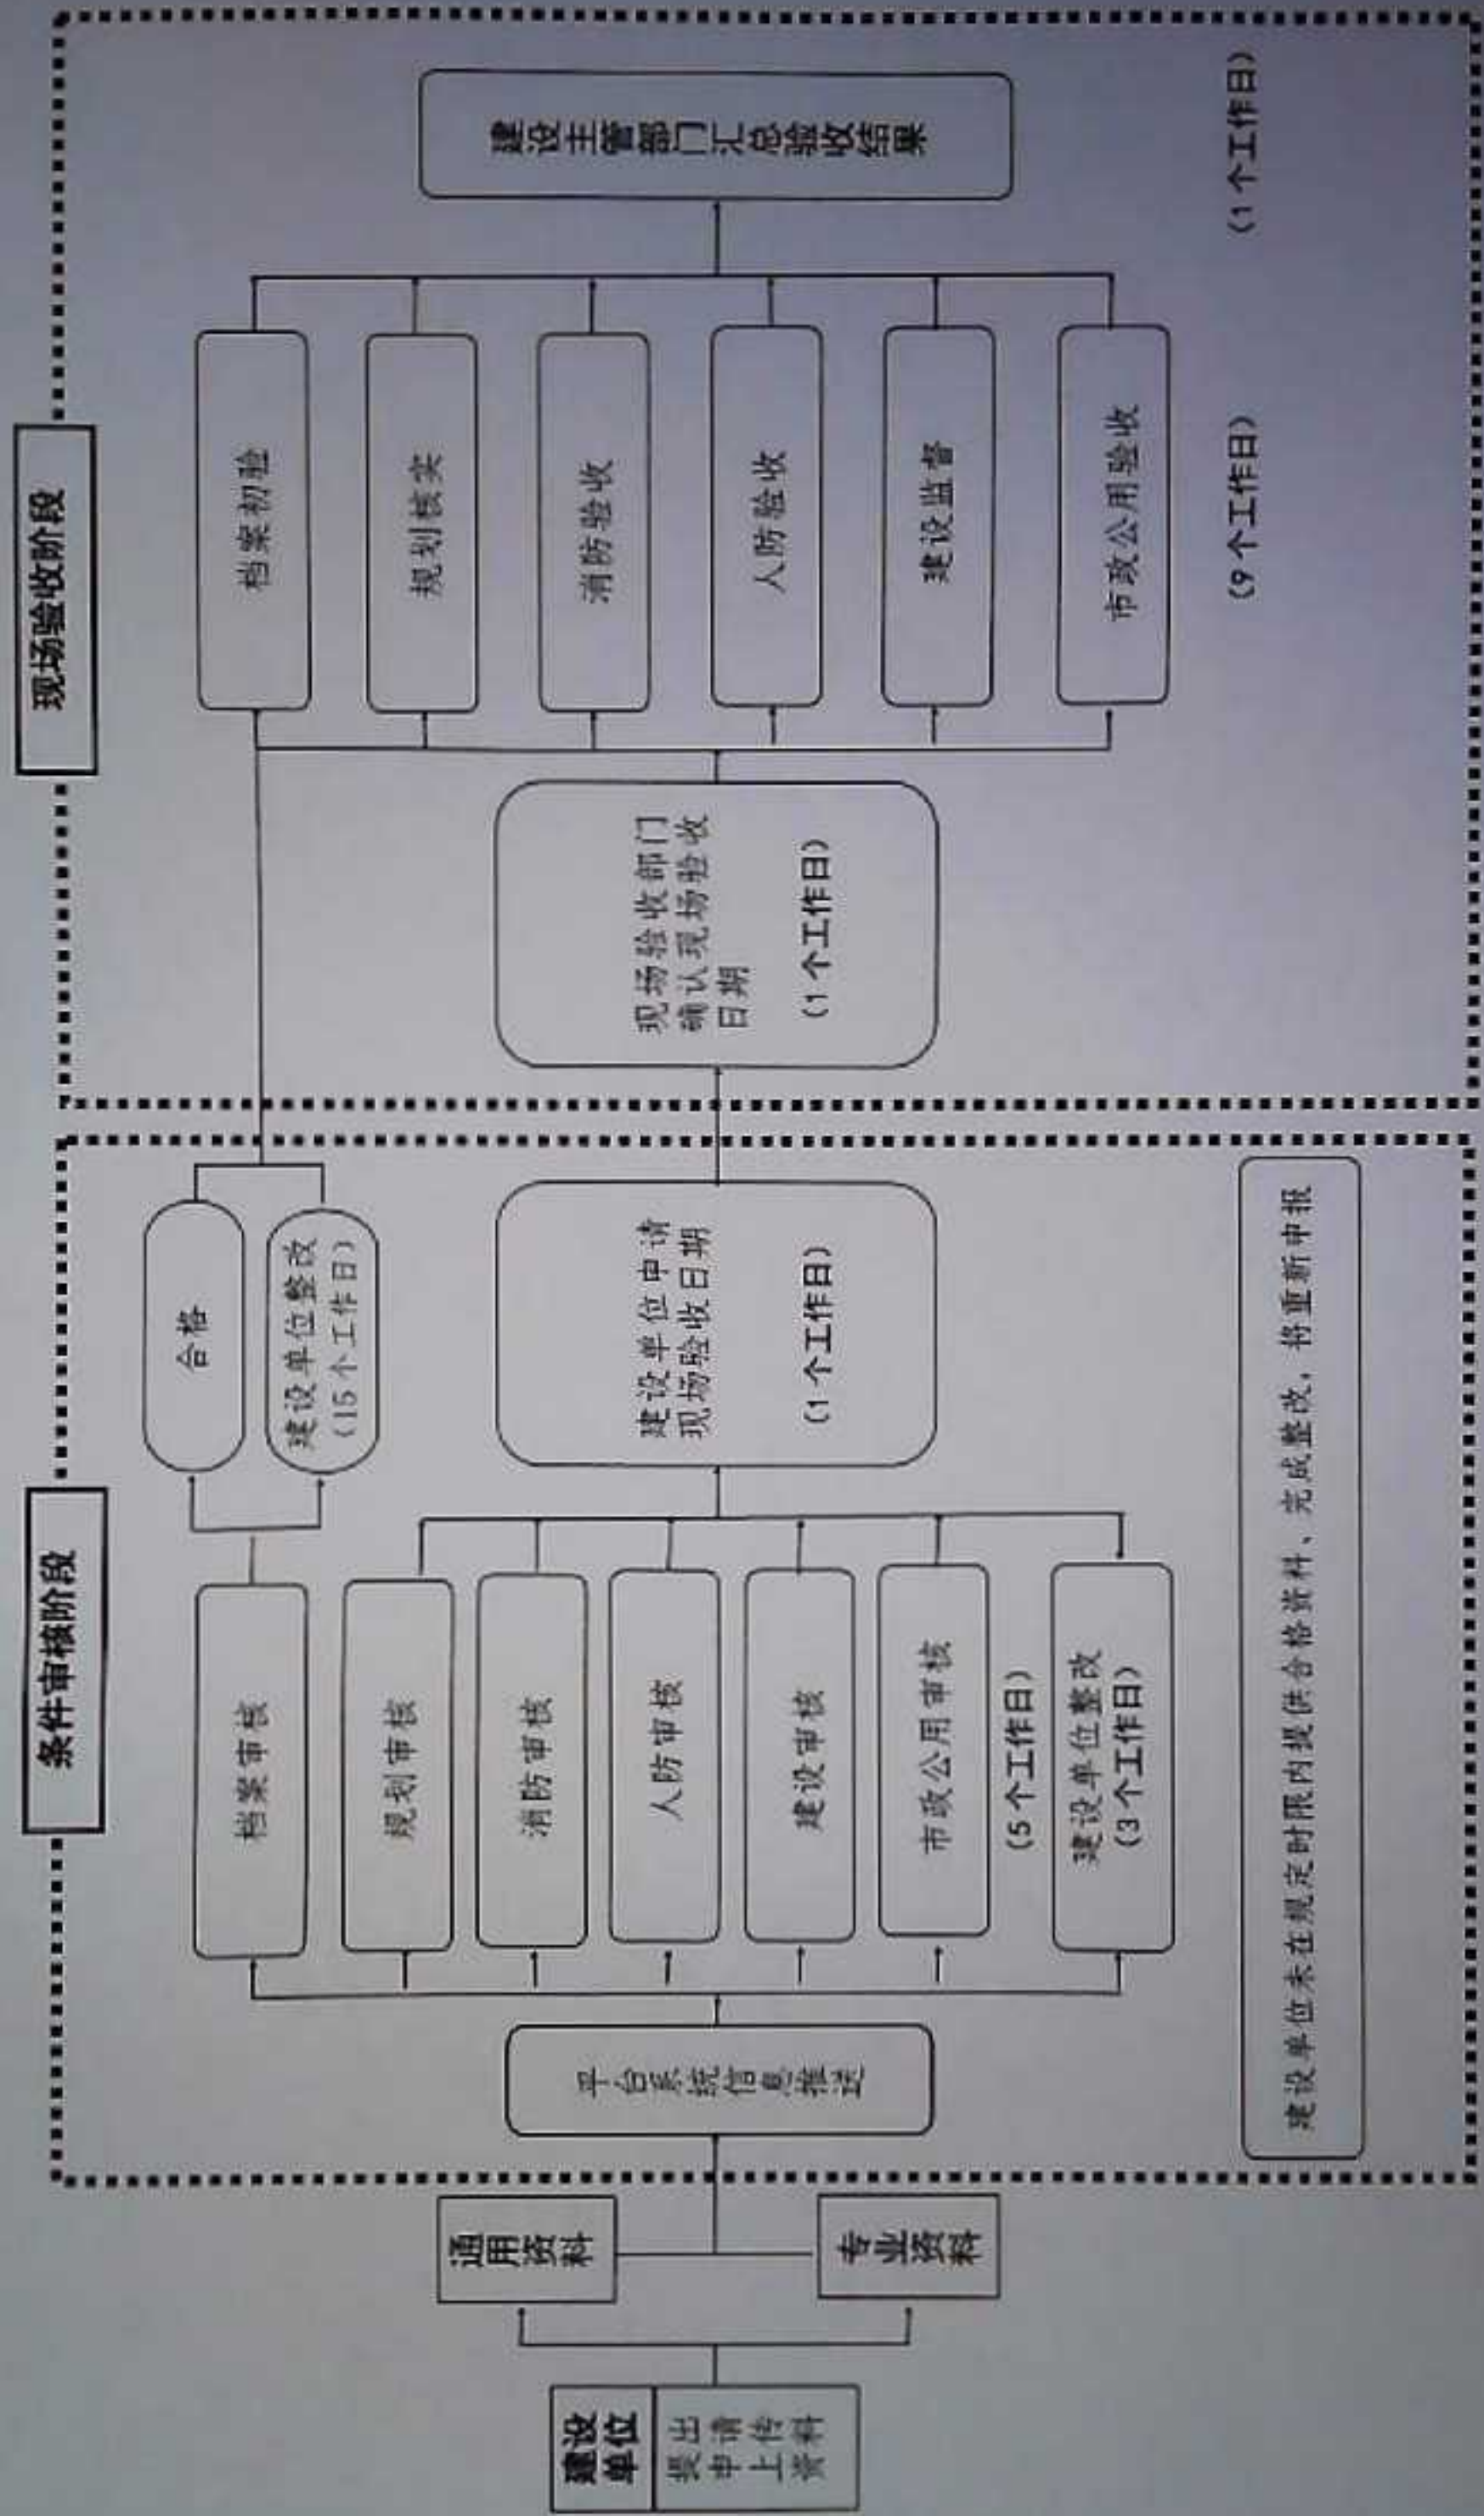 建设
单位
提出
申请
上传
资料
通用
资料
专业
资料
条件审核阶段
平台系统信息推送
档案审核
规划审核
消防审核
人防审核
建设审核
市政公用审核
(5个工作日)
建设单位整改
(3个工作日)
合格
建设单位整改
(15个工作日)
建设单位申请
现场验收日期
(1个工作日)
建设单位未在规定时限内提供合格资料、完成整改,将重新申报
现场验收阶段
现场验收部门
确认现场验收
日期
(1个工作日)
档案初验
规划核实
消防验收
人防验收
建设监督
市政公用验收
(9个工作日)
建设主管部门汇总验收结果
(1个工作日)